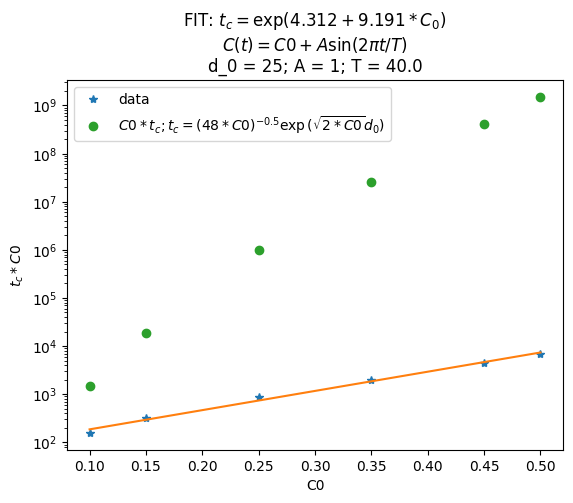 FIT: $t_c = \exp(4.312 + 9.191 * C_0)$
$C(t) = C0 + A\sin(2\pi t/T)$
d_0 = 25; A = 1; T = 40.0
data
$C0 * t_c; t_c = (48 * C0)^{-0.5} \exp(\sqrt{2 * C0} d_0)$
$t_c * C0$
$10^9$
$10^8$
$10^7$
$10^6$
$10^5$
$10^4$
$10^3$
$10^2$
0.10 0.15 0.20 0.25 0.30 0.35 0.40 0.45 0.50
C0